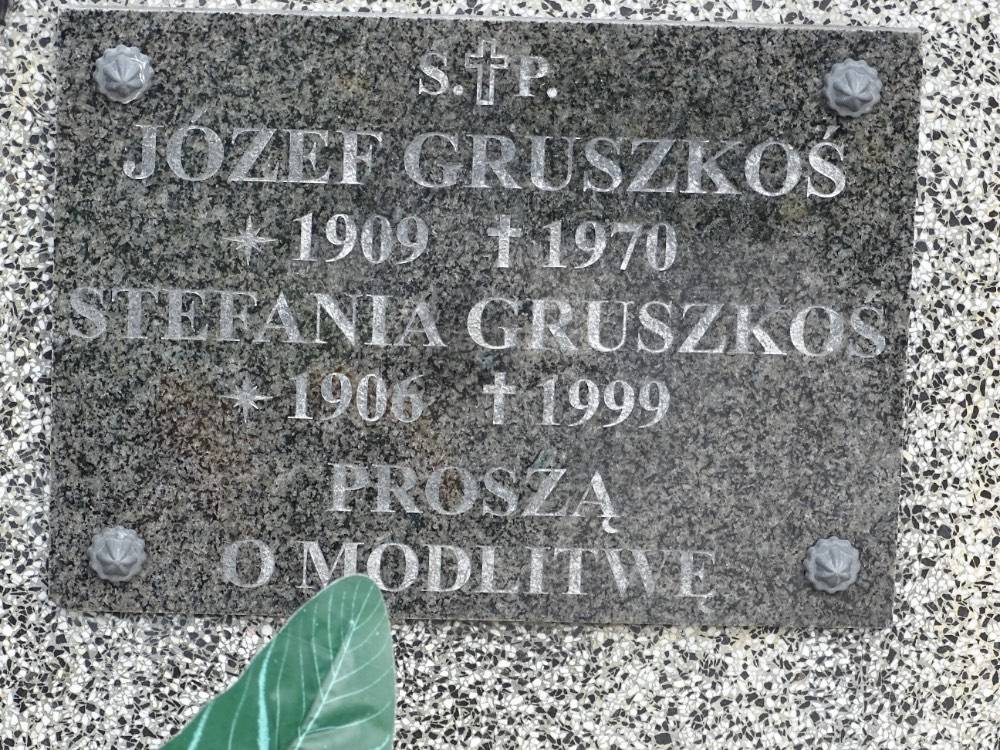 S.✝P.
JÓZEF GRUSZKOŚ
✶ 1909 ✝ 1970
STEFANIA GRUSZKOŚ
✶ 1906 ✝ 1999
PROSZĄ
O MODLITWĘ